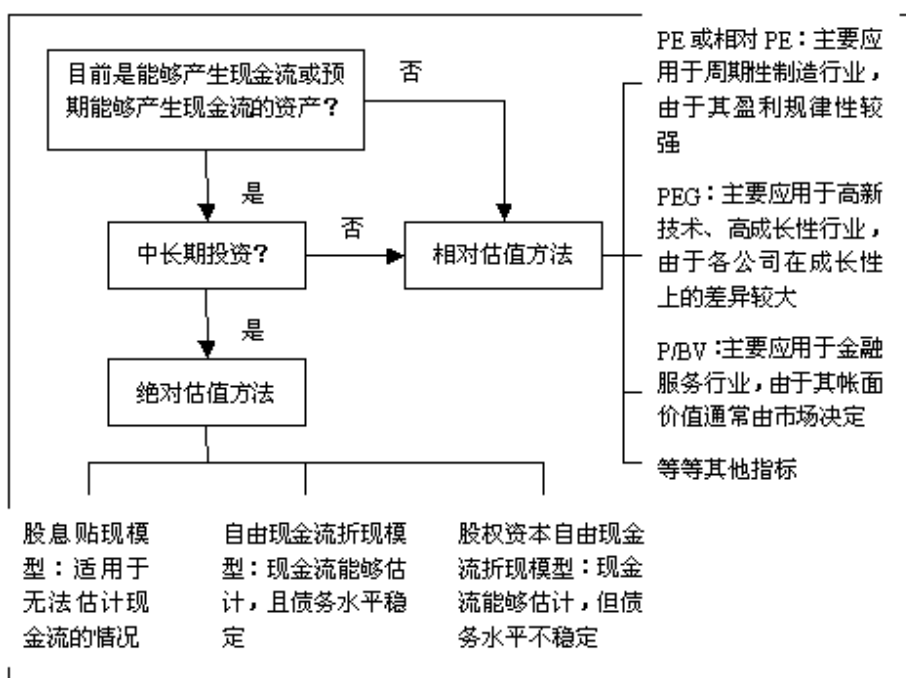 目前是能够产生现金流或预
期能够产生现金流的资产？
否
是
中长期投资？
否
相对估值方法
是
绝对估值方法
PE 或相对 PE：主要应
用于周期性制造行业，
由于其盈利规律性较
强
PEG：主要应用于高新
技术、高成长性行业，
由于各公司在成长性
上的差异较大
P/BV：主要应用于金融
服务行业，由于其帐面
价值通常由市场决定
等等其他指标
股息贴现模
型：适用于
无法估计现
金流的情况
自由现金流折现模
型：现金流能够估
计，且债务水平稳
定
股权资本自由现金
流折现模型：现金
流能够估计，但债
务水平不稳定